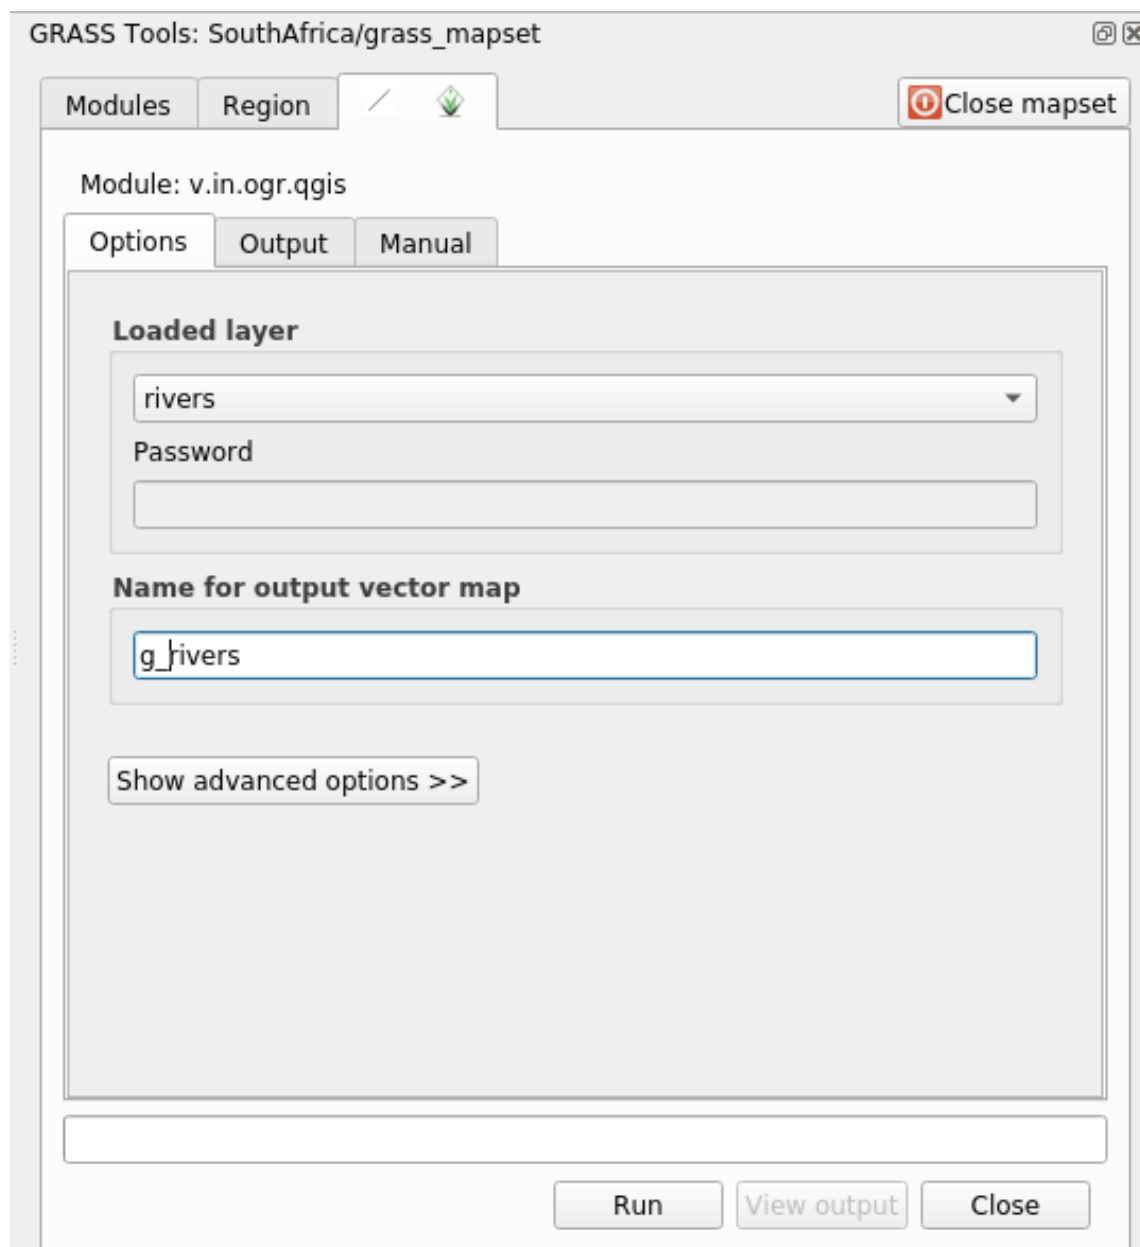 GRASS Tools: SouthAfrica/grass_mapset
Modules Region Close mapset
Module: v.in.ogr.qgis
Options Output Manual
Loaded layer
rivers
Password
Name for output vector map
g_rivers
Show advanced options >>
Run View output Close